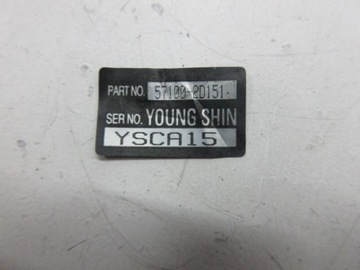 PART NO. 57100-2D151-
SER NO. YOUNG SHIN
YSCA15